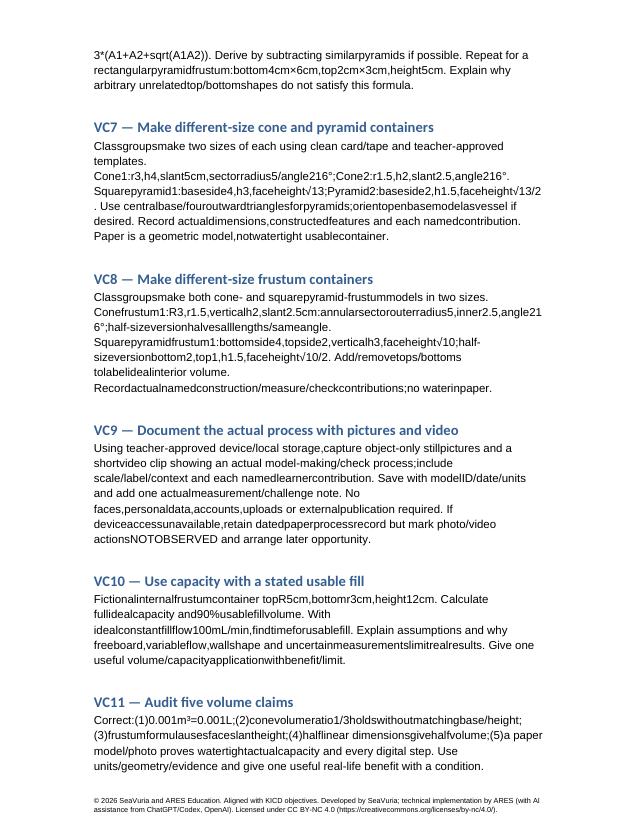 3*(A1+A2+sqrt(A1A2)). Derive by subtracting similarpyramids if possible. Repeat for a
rectangularpyramidfrustum:bottom4cm×6cm,top2cm×3cm,height5cm. Explain why
arbitrary unrelatedtop/bottomshapes do not satisfy this formula.
VC7 — Make different-size cone and pyramid containers
Classgroupsmake two sizes of each using clean card/tape and teacher-approved
templates.
Cone1:r3,h4,slant5cm,sectorradius5/angle216°;Cone2:r1.5,h2,slant2.5,angle216°.
Squarepyramid1:baseside4,h3,faceheight√13;Pyramid2:baseside2,h1.5,faceheight√13/2
. Use centralbase/fouroutwardtrianglesforpyramids;orientopenbasemodelasvessel if
desired. Record actualdimensions,constructedfeatures and each namedcontribution.
Paper is a geometric model,notwatertight usablecontainer.
VC8 — Make different-size frustum containers
Classgroups​make both cone- and squarepyramid-frustummodels in two sizes.
Conefrustum1:R3,r1.5,verticalh2,slant2.5cm:annularsectorouterradius5,inner2.5,angle21
6°;half-sizeversionhalvesalllengths/sameangle.
Squarepyramidfrustum1:bottomside4,topside2,verticalh3,faceheight√10;half-
sizeversionbottom2,top1,h1.5,faceheight√10/2. Add/removetops/bottoms
tolabelidealinterior volume.
Recordactualnamedconstruction/measure/checkcontributions;no waterinpaper.
VC9 — Document the actual process with pictures and video
Using teacher-approved device/local storage,capture object-only stillpictures and a
shortvideo clip showing an actual model-making/check process;include
scale/label/context and each namedlearnercontribution. Save with modelID/date/units
and add one actualmeasurement/challenge note. No
faces,personaldata,accounts,uploads or externalpublication required. If
deviceaccessunavailable,retain datedpaperprocessrecord but mark photo/video
actionsNOTOBSERVED and arrange later opportunity.
VC10 — Use capacity with a stated usable fill
Fictionalinternalfrustumcontainer topR5cm,bottomr3cm,height12cm. Calculate
fullidealcapacity and90%usablefillvolume. With
idealconstantfillflow100mL/min,findtimeforusablefill. Explain assumptions and why
freeboard,variableflow,wallshape and uncertainmeasurementslimitrealresults. Give one
useful volume/capacityapplicationwithbenefit/limit.
VC11 — Audit five volume claims
Correct:(1)0.001m³=0.001L;(2)conevolumeratio1/3holdswithoutmatchingbase/height;
(3)frustumformulausesfaceslantheight;(4)halflinear dimensionsgivehalfvolume;(5)a paper
model/photo proves watertightactualcapacity and every digital step. Use
units/geometry/evidence and give one useful real-life benefit with a condition.
© 2026 SeaVuria and ARES Education. Aligned with KICD objectives. Developed by SeaVuria; technical implementation by ARES (with AI
assistance from ChatGPT/Codex, OpenAI). Licensed under CC BY-NC 4.0 (https://creativecommons.org/licenses/by-nc/4.0/).